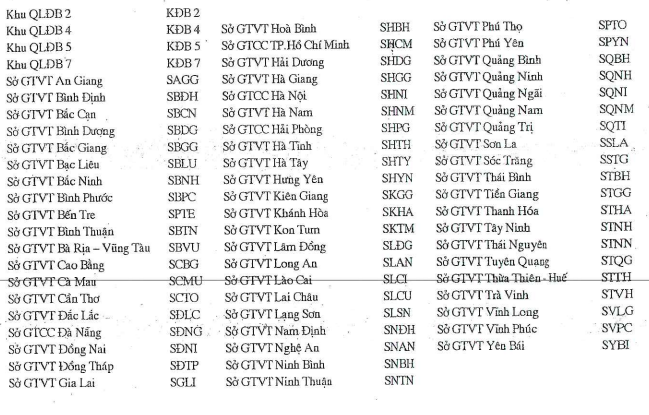 Khu QLĐB 2 KĐB 2
Khu QLĐB 4 KĐB 4 Sở GTVT Hoà Bình SHBH Sở GTVT Phú Thọ SPTO
Khu QLĐB 5 KĐB 5 Sở GTCC TP.Hồ Chí Minh SHCM Sở GTVT Phú Yên SPYN
Khu QLĐB 7 KĐB 7 Sở GTVT Hải Dương SHDG Sở GTVT Quảng Bình SQBH
Sở GTVT An Giang SAGG Sở GTVT Hà Giang SHGG Sở GTVT Quảng Ninh SQNH
Sở GTVT Bình Định SBĐH Sở GTCC Hà Nội SHNI Sở GTVT Quảng Ngãi SQNI
Sở GTVT Bắc Cạn SBCN Sở GTVT Hà Nam SHNM Sở GTVT Quảng Nam SQNM
Sở GTVT Bình Dương SBDG Sở GTCC Hải Phòng SHPG Sở GTVT Quảng Trị SQTI
Sở GTVT Bắc Giang SBGG Sở GTVT Hà Tĩnh SHTH Sở GTVT Sơn La SSLA
Sở GTVT Bạc Liêu SBLU Sở GTVT Hà Tây SHTY Sở GTVT Sóc Trăng SSTG
Sở GTVT Bắc Ninh SBNH Sở GTVT Hưng Yên SHYN Sở GTVT Thái Bình STBH
Sở GTVT Bình Phước SBPC Sở GTVT Kiên Giang SKGG Sở GTVT Tiền Giang STGG
Sở GTVT Bến Tre SPTE Sở GTVT Khánh Hòa SKHA Sở GTVT Thanh Hóa STHA
Sở GTVT Bình Thuận SBTN Sở GTVT Kon Tum SKTM Sở GTVT Tây Ninh STNH
Sở GTVT Bà Rịa – Vũng Tàu SBVU Sở GTVT Lâm Đồng SLĐG Sở GTVT Thái Nguyên STNN
Sở GTVT Cao Bằng SCBG Sở GTVT Long An SLAN Sở GTVT Tuyên Quang STQG
Sở GTVT Cà Mau SCMU Sở GTVT Lào Cai SLCI Sở GTVT Thừa Thiên - Huế STTH
Sở GTVT Cần Thơ SCTO Sở GTVT Lai Châu SLCU Sở GTVT Trà Vinh STVH
Sở GTVT Đắc Lắc SĐLC Sở GTVT Lạng Sơn SLSN Sở GTVT Vĩnh Long SVLG
Sở GTCC Đà Nẵng SĐNG Sở GTVT Nam Định SNĐH Sở GTVT Vĩnh Phúc SVPC
Sở GTVT Đồng Nai SĐNI Sở GTVT Nghệ An SNAN Sở GTVT Yên Bái SYBI
Sở GTVT Đồng Tháp SĐTP Sở GTVT Ninh Bình SNBH
Sở GTVT Gia Lai SGLI Sở GTVT Ninh Thuận SNTN